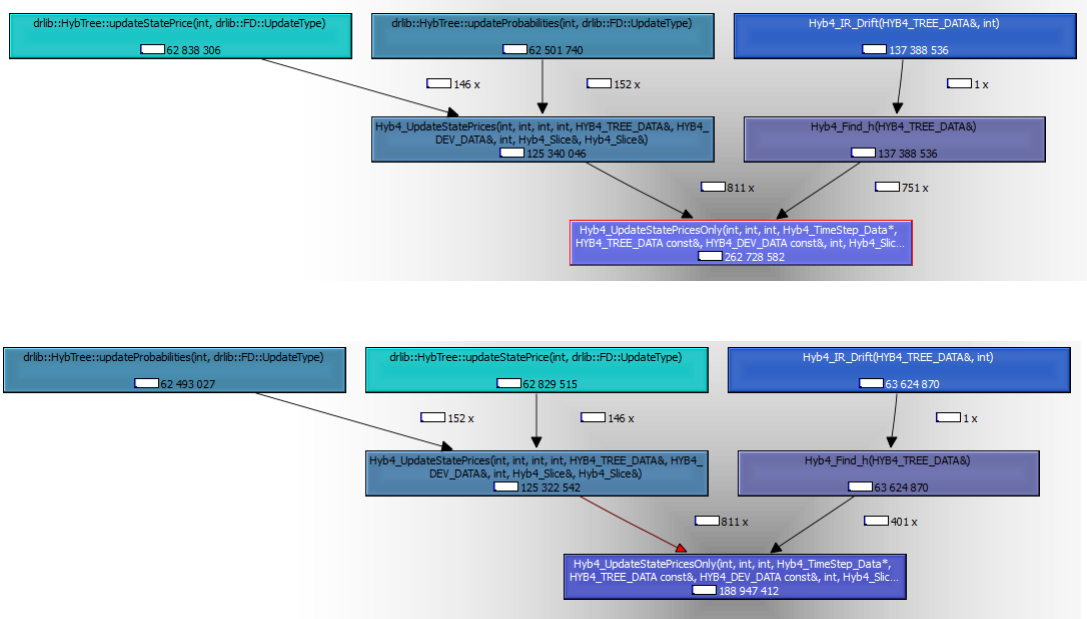 drlib::HybTree::updateStatePrice(int, drlib::FD::UpdateType)
62 838 306
drlib::HybTree::updateProbabilities(int, drlib::FD::UpdateType)
62 501 740
Hyb4_IR_Drift(HYB4_TREE_DATA&, int)
137 388 536
146 x
152 x
1 x
Hyb4_UpdateStatePrices(int, int, int, int, HYB4_TREE_DATA&, HYB4_
DEV_DATA&, int, Hyb4_Slice&, Hyb4_Slice&)
125 340 046
Hyb4_Find_h(HYB4_TREE_DATA&)
137 388 536
811 x
751 x
Hyb4_UpdateStatePricesOnly(int, int, int, Hyb4_TimeStep_Data*,
HYB4_TREE_DATA const&, HYB4_DEV_DATA const&, int, Hyb4_Slic...
262 728 582
drlib::HybTree::updateProbabilities(int, drlib::FD::UpdateType)
62 493 027
drlib::HybTree::updateStatePrice(int, drlib::FD::UpdateType)
62 829 515
Hyb4_IR_Drift(HYB4_TREE_DATA&, int)
63 624 870
152 x
146 x
1 x
Hyb4_UpdateStatePrices(int, int, int, int, HYB4_TREE_DATA&, HYB4_
DEV_DATA&, int, Hyb4_Slice&, Hyb4_Slice&)
125 322 542
Hyb4_Find_h(HYB4_TREE_DATA&)
63 624 870
811 x
401 x
Hyb4_UpdateStatePricesOnly(int, int, int, Hyb4_TimeStep_Data*,
HYB4_TREE_DATA const&, HYB4_DEV_DATA const&, int, Hyb4_Slic...
188 947 412